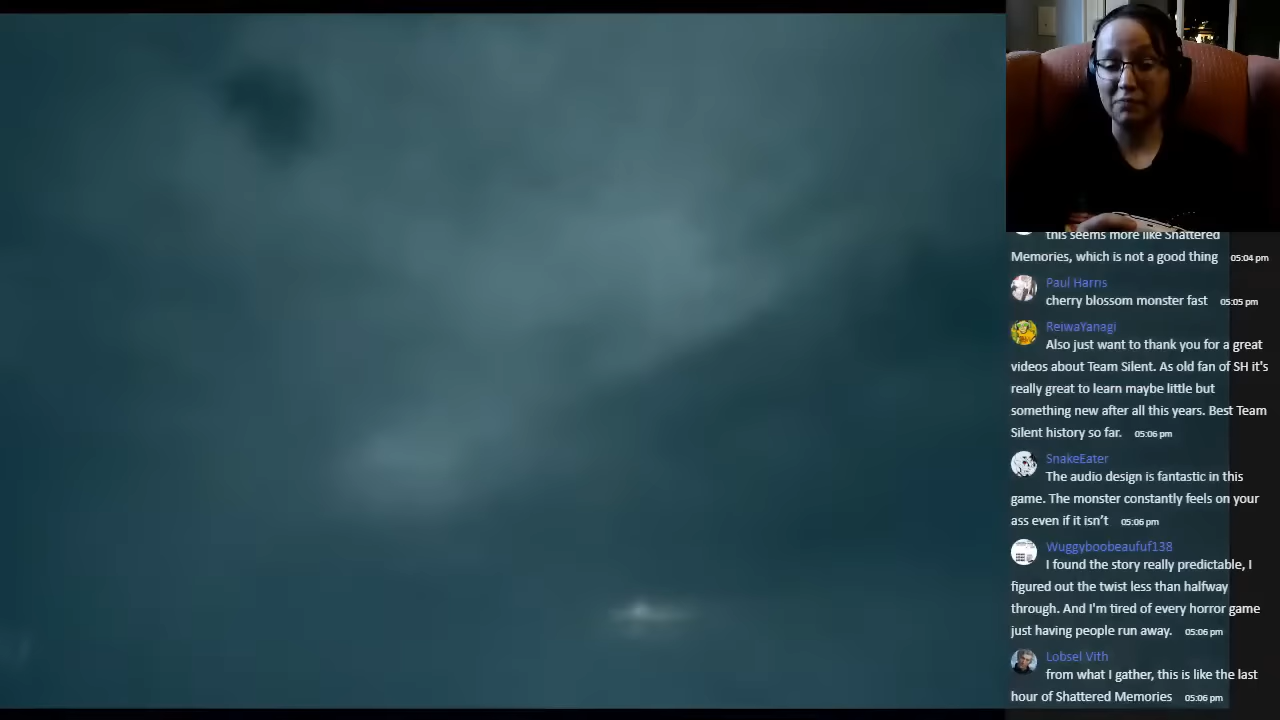 this seems more like Shattered
Memories, which is not a good thing 05:04 pm
Paul Harns
cherry blossom monster fast 05:05 pm
ReiwaYanagi
Also just want to thank you for a great
videos about Team Silent. As old fan of SH it's
really great to learn maybe little but
something new after all this years. Best Team
Silent history so far. 05:06 pm
SnakeEater
The audio design is fantastic in this
game. The monster constantly feels on your
ass even if it isn't 05:06 pm
Wuggyboobeaufuf138
I found the story really predictable, I
figured out the twist less than halfway
through. And I'm tired of every horror game
just having people run away. 05:06 pm
Lobsel Vith
from what I gather, this is like the last
hour of Shattered Memories 05:06 pm